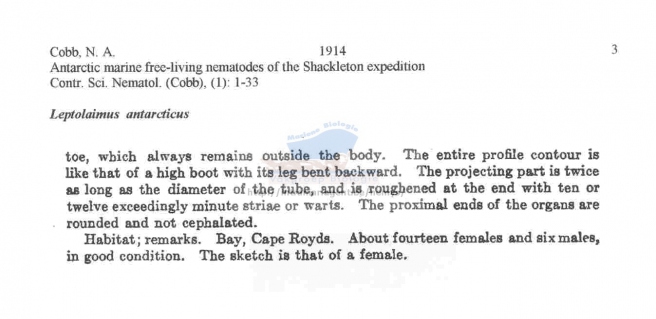 Cobb, N. A. 1914 3
Antarctic marine free-living nematodes of the Shackleton expedition
Contr. Sci. Nematol. (Cobb), (1): 1-33
Leptolaimus antarcticus
toe, which always remains outside the body. The entire profile contour is
like that of a high boot with its leg bent backward. The projecting part is twice
as long as the diameter of the tube, and is roughened at the end with ten or
twelve exceedingly minute striae or warts. The proximal ends of the organs are
rounded and not cephalated.
Habitat; remarks. Bay, Cape Royds. About fourteen females and six males,
in good condition. The sketch is that of a female.